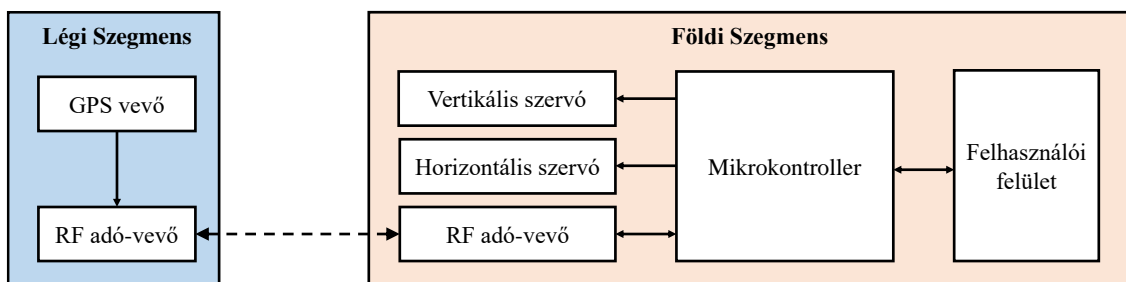 Légi Szegmens
GPS vevő
RF adó-vevő
Földi Szegmens
Vertikális szervó
Horizontális szervó
RF adó-vevő
Mikrokontroller
Felhasználói
felület